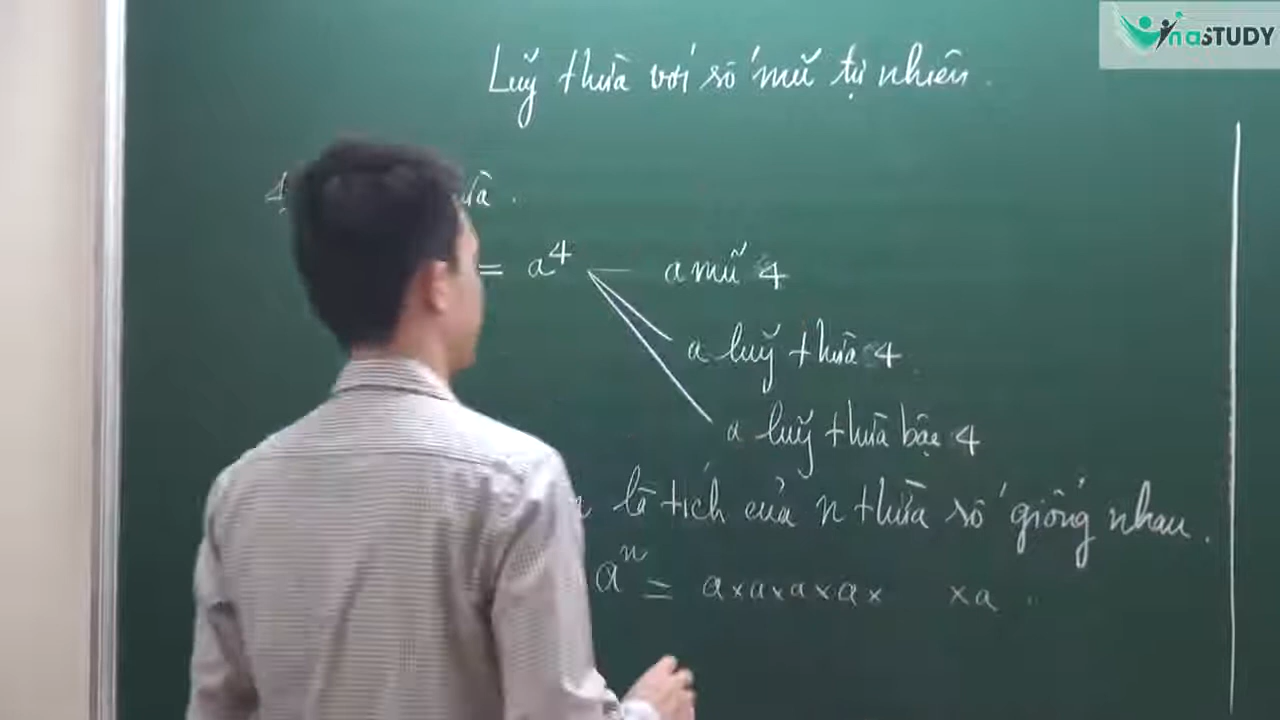 VinaSTUDY
Luỹ thừa với số mũ tự nhiên.
= a⁴
a mũ 4
a luỹ thừa 4
a luỹ thừa bậc 4
n là tích của n thừa số giống nhau.
aⁿ = a x a x a x a x x a